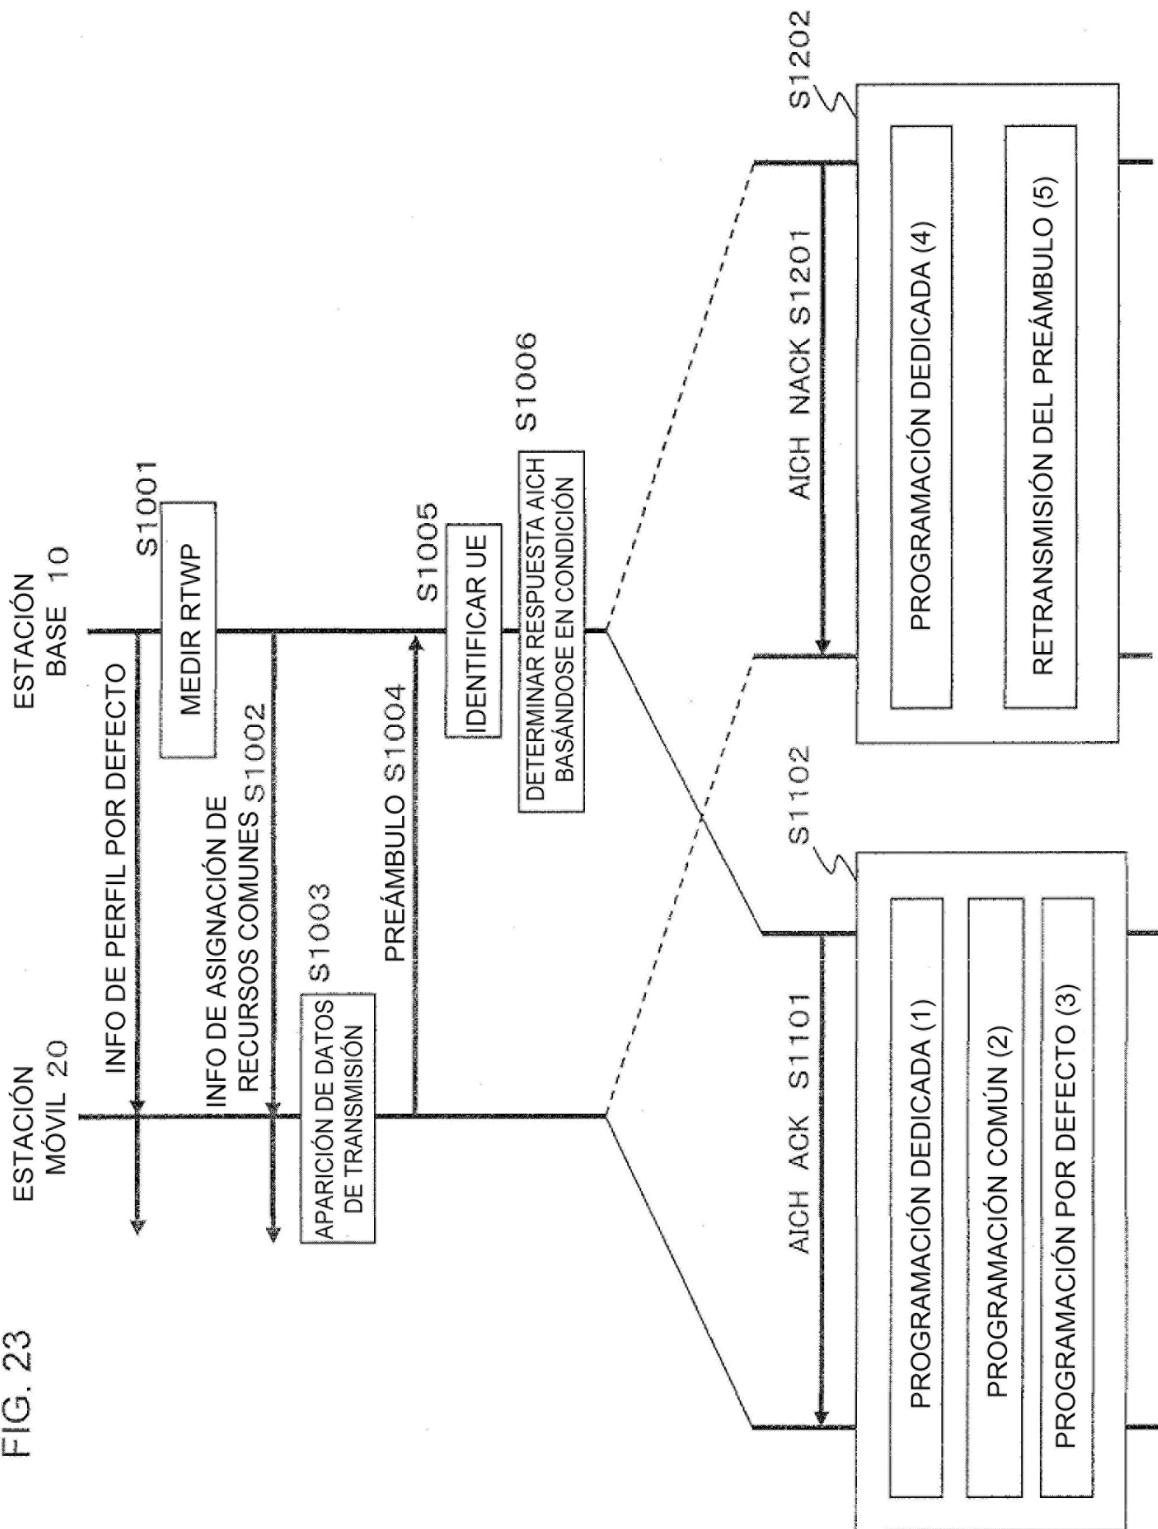 FIG. 23
ESTACIÓN
MÓVIL 20
ESTACIÓN
BASE 10
INFO DE PERFIL POR DEFECTO
S1001
MEDIR RTWP
INFO DE ASIGNACIÓN DE
RECURSOS COMUNES S1002
APARICIÓN DE DATOS
DE TRANSMISIÓN
S1003
PREÁMBULO S1004
S1005
IDENTIFICAR UE
S1006
DETERMINAR RESPUESTA AICH
BASÁNDOSE EN CONDICIÓN
AICH ACK S1101
S1102
PROGRAMACIÓN DEDICADA (1)
PROGRAMACIÓN COMÚN (2)
PROGRAMACIÓN POR DEFECTO (3)
AICH NACK S1201
S1202
PROGRAMACIÓN DEDICADA (4)
RETRANSMISIÓN DEL PREÁMBULO (5)